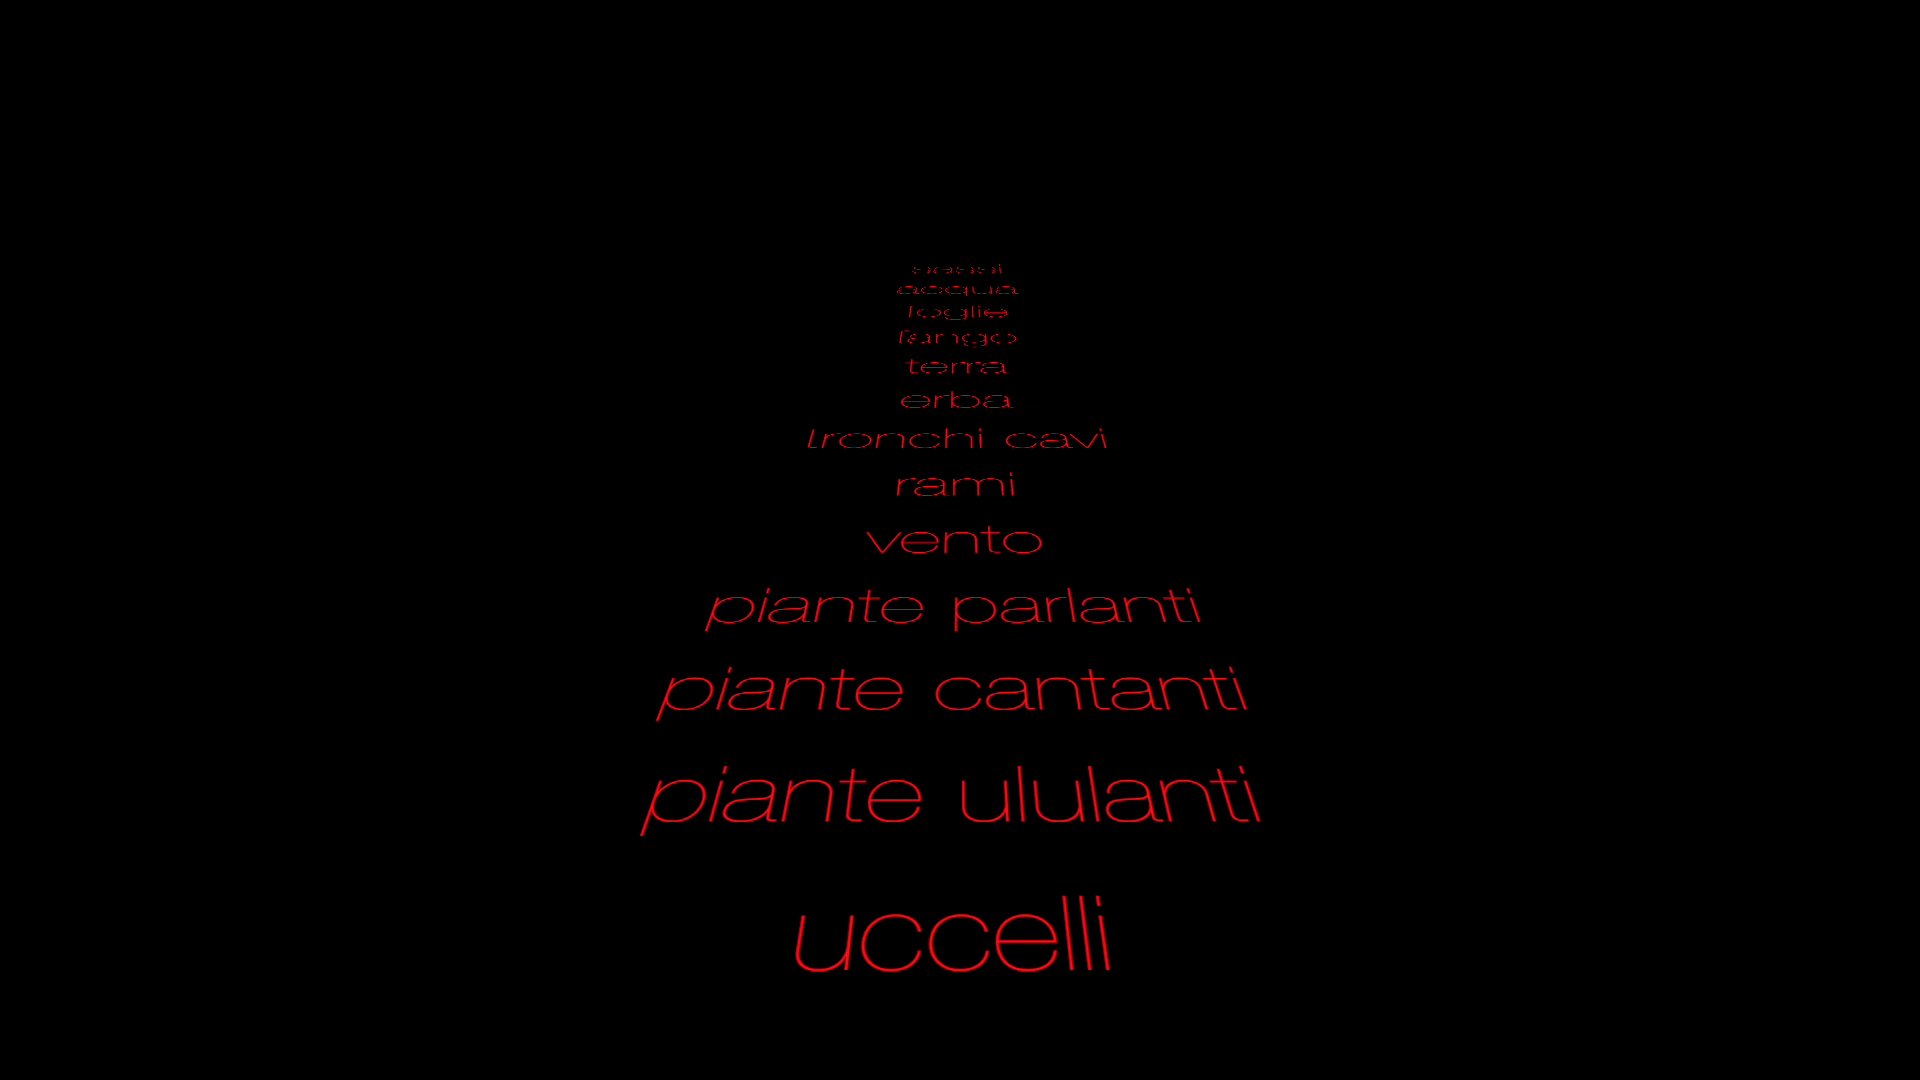 acqua
foglie
fango
terra
erba
tronchi cavi
rami
vento
piante parlanti
piante cantanti
piante ululanti
uccelli